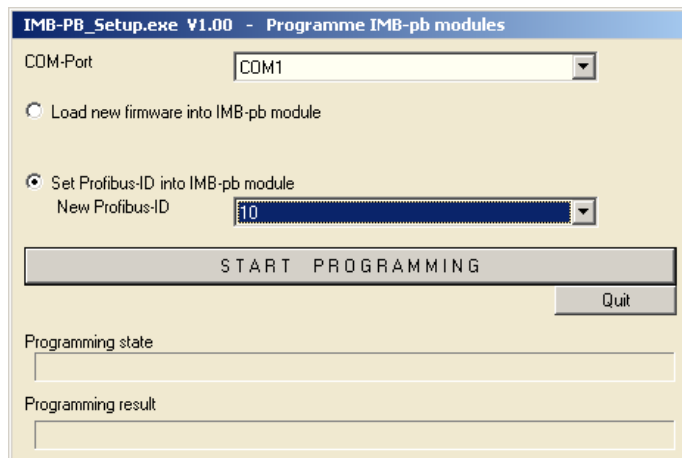 IMB-PB_Setup.exe V1.00 - Programme IMB-pb modules
COM-Port
COM1
Load new firmware into IMB-pb module
Set Profibus-ID into IMB-pb module
New Profibus-ID
10
START PROGRAMMING
Quit
Programming state
Programming result